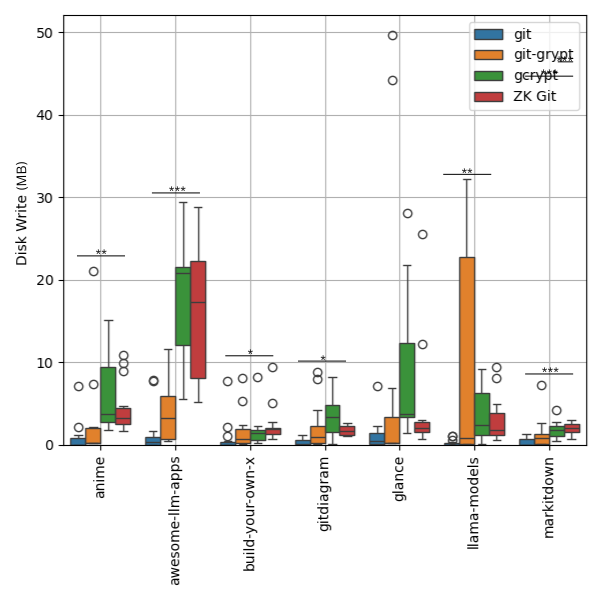 50
40
30
20
10
0
Disk Write (MB)
git
git-grypt
gcrypt
ZK Git
***
***
**
***
*
*
**
***
anime
awesome-llm-apps
build-your-own-x
gitdiagram
glance
llama-models
markitdown